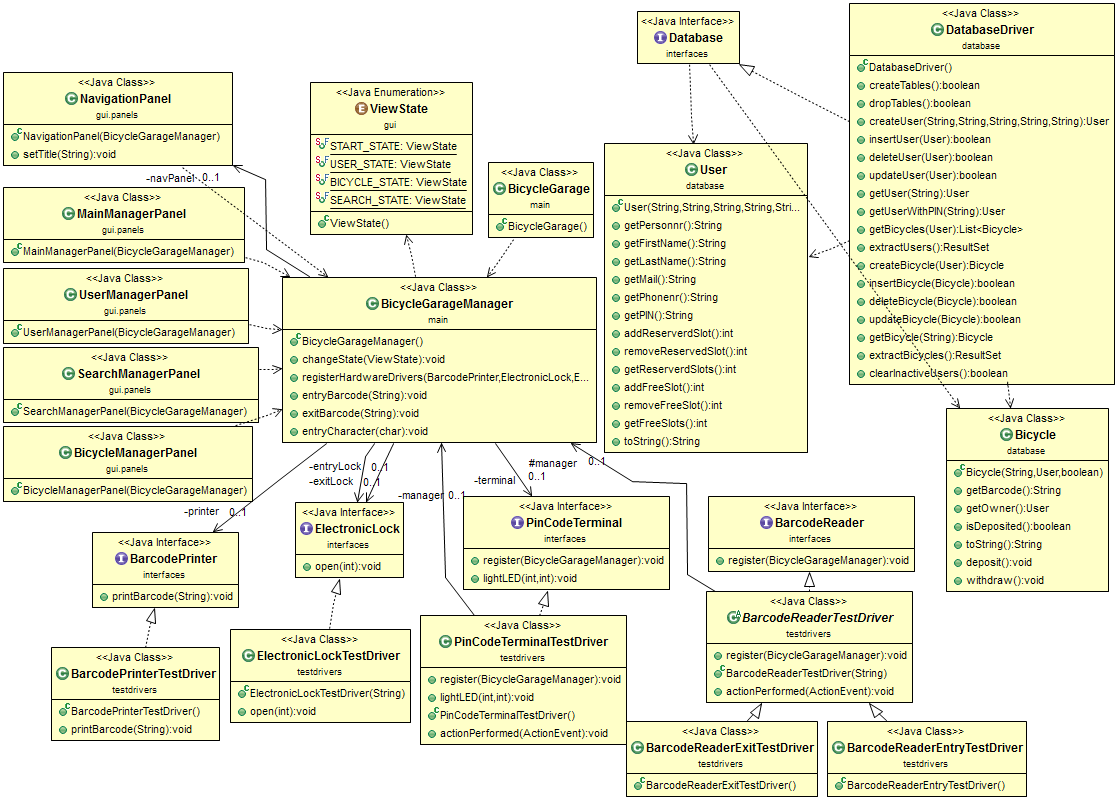 <<Java Interface>>
Database
interfaces
<<Java Class>>
DatabaseDriver
database
DatabaseDriver()
createTables():boolean
dropTables():boolean
createUser(String,String,String,String,String):User
insertUser(User):boolean
deleteUser(User):boolean
updateUser(User):boolean
getUser(String):User
getUserWithPIN(String):User
getBicycles(User):List<Bicycle>
extractUsers():ResultSet
createBicycle(User):Bicycle
insertBicycle(Bicycle):boolean
deleteBicycle(Bicycle):boolean
updateBicycle(Bicycle):boolean
getBicycle(String):Bicycle
extractBicycles():ResultSet
clearInactiveUsers():boolean
<<Java Class>>
NavigationPanel
gui.panels
NavigationPanel(BicycleGarageManager)
setTitle(String):void
-navPanel 0..1
<<Java Enumeration>>
ViewState
gui
START_STATE: ViewState
USER_STATE: ViewState
BICYCLE_STATE: ViewState
SEARCH_STATE: ViewState
ViewState()
<<Java Class>>
BicycleGarage
main
BicycleGarage()
<<Java Class>>
User
database
User(String,String,String,String,Stri...
getPersonnr():String
getFirstName():String
getLastName():String
getMail():String
getPhonenr():String
getPIN():String
addReserverdSlot():int
removeReservedSlot():int
getReserverdSlots():int
addFreeSlot():int
removeFreeSlot():int
getFreeSlots():int
toString():String
<<Java Class>>
MainManagerPanel
gui.panels
MainManagerPanel(BicycleGarageManager)
<<Java Class>>
UserManagerPanel
gui.panels
UserManagerPanel(BicycleGarageManager)
<<Java Class>>
SearchManagerPanel
gui.panels
SearchManagerPanel(BicycleGarageManager)
<<Java Class>>
BicycleManagerPanel
gui.panels
BicycleManagerPanel(BicycleGarageManager)
<<Java Class>>
BicycleGarageManager
main
BicycleGarageManager()
changeState(ViewState):void
registerHardwareDrivers(BarcodePrinter,ElectronicLock,E...
entryBarcode(String):void
exitBarcode(String):void
entryCharacter(char):void
<<Java Class>>
Bicycle
database
Bicycle(String,User,boolean)
getBarcode():String
getOwner():User
isDeposited():boolean
toString():String
deposit():void
withdraw():void
-entryLock 0..1
-exitLock 0..1
-manager 0..1
-terminal 0..1
#manager 0..1
-printer 0..1
<<Java Interface>>
BarcodePrinter
interfaces
printBarcode(String):void
<<Java Interface>>
ElectronicLock
interfaces
open(int):void
<<Java Interface>>
PinCodeTerminal
interfaces
register(BicycleGarageManager):void
lightLED(int,int):void
<<Java Interface>>
BarcodeReader
interfaces
register(BicycleGarageManager):void
<<Java Class>>
BarcodePrinterTestDriver
testdrivers
BarcodePrinterTestDriver()
printBarcode(String):void
<<Java Class>>
ElectronicLockTestDriver
testdrivers
ElectronicLockTestDriver(String)
open(int):void
<<Java Class>>
PinCodeTerminalTestDriver
testdrivers
register(BicycleGarageManager):void
lightLED(int,int):void
PinCodeTerminalTestDriver()
actionPerformed(ActionEvent):void
<<Java Class>>
BarcodeReaderTestDriver
testdrivers
register(BicycleGarageManager):void
BarcodeReaderTestDriver(String)
actionPerformed(ActionEvent):void
<<Java Class>>
BarcodeReaderExitTestDriver
testdrivers
BarcodeReaderExitTestDriver()
<<Java Class>>
BarcodeReaderEntryTestDriver
testdrivers
BarcodeReaderEntryTestDriver()